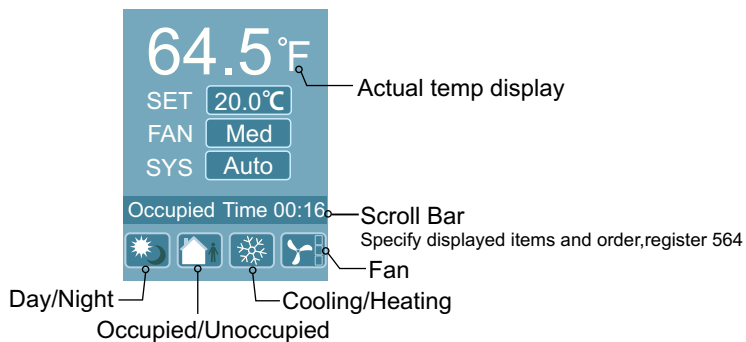 64.5°F
Actual temp display
SET 20.0℃
FAN Med
SYS Auto
Occupied Time 00:16
Scroll Bar
Specify displayed items and order,register 564
Fan
Day/Night
Cooling/Heating
Occupied/Unoccupied